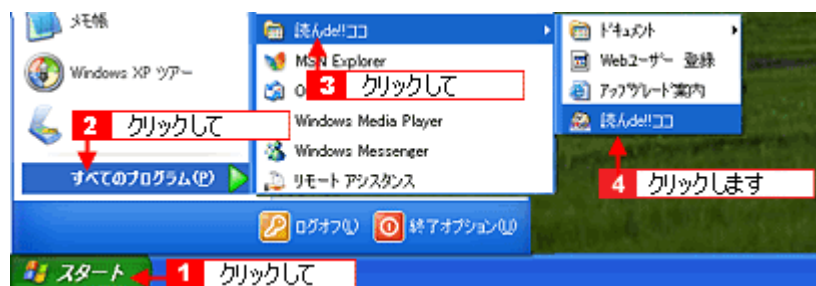 メモ帳
Windows XP ツアー
2 クリックして
すべてのプログラム(P)
読んde!!ココ
MSN Explorer
O
3 クリックして
Windows Media Player
Windows Messenger
リモート アシスタンス
ドキュメント
Webユーザー 登録
アップグレード案内
読んde!!ココ
4 クリックします
ログオフ(L)
終了オプション(U)
スタート
1 クリックして